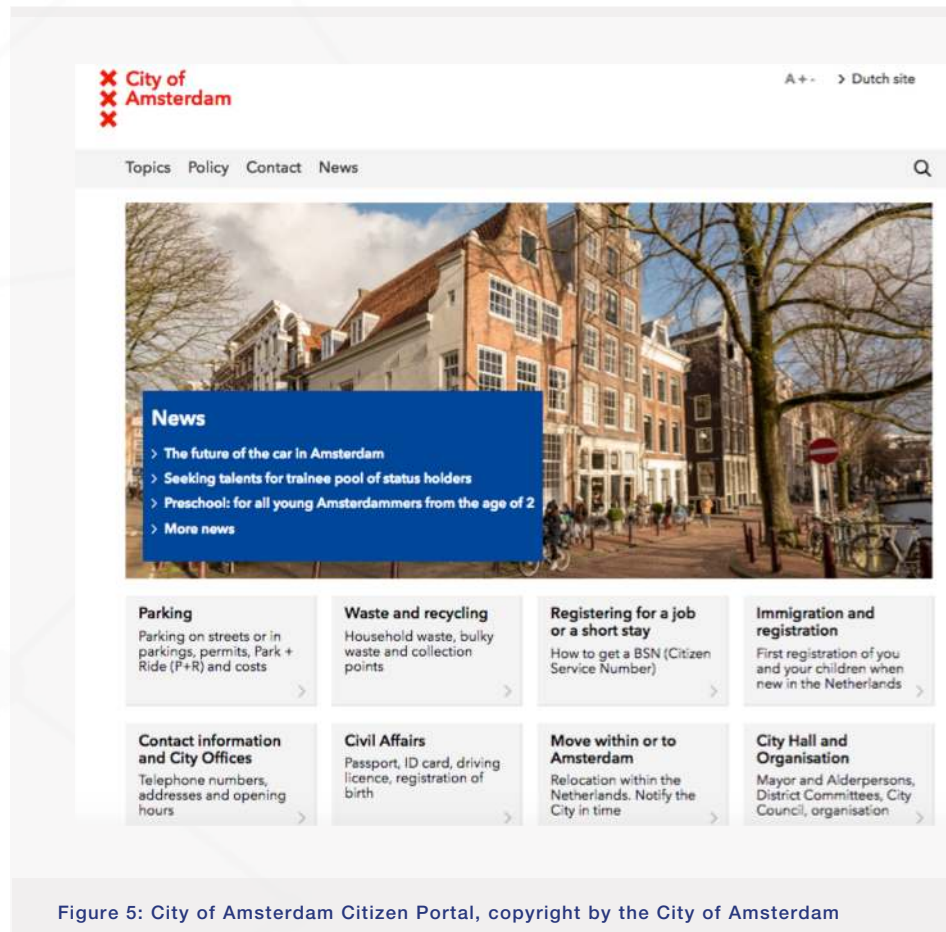 City of
Amsterdam
A + - > Dutch site
Topics Policy Contact News
News
> The future of the car in Amsterdam
> Seeking talents for trainee pool of status holders
> Preschool: for all young Amsterdammers from the age of 2
> More news
Parking
Parking on streets or in
parkings, permits, Park +
Ride (P+R) and costs
Waste and recycling
Household waste, bulky
waste and collection
points
Registering for a job
or a short stay
How to get a BSN (Citizen
Service Number)
Immigration and
registration
First registration of you
and your children when
new in the Netherlands
Contact information
and City Offices
Telephone numbers,
addresses and opening
hours
Civil Affairs
Passport, ID card, driving
licence, registration of
birth
Move within or to
Amsterdam
Relocation within the
Netherlands. Notify the
City in time
City Hall and
Organisation
Mayor and Alderpersons,
District Committees, City
Council, organisation
Figure 5: City of Amsterdam Citizen Portal, copyright by the City of Amsterdam